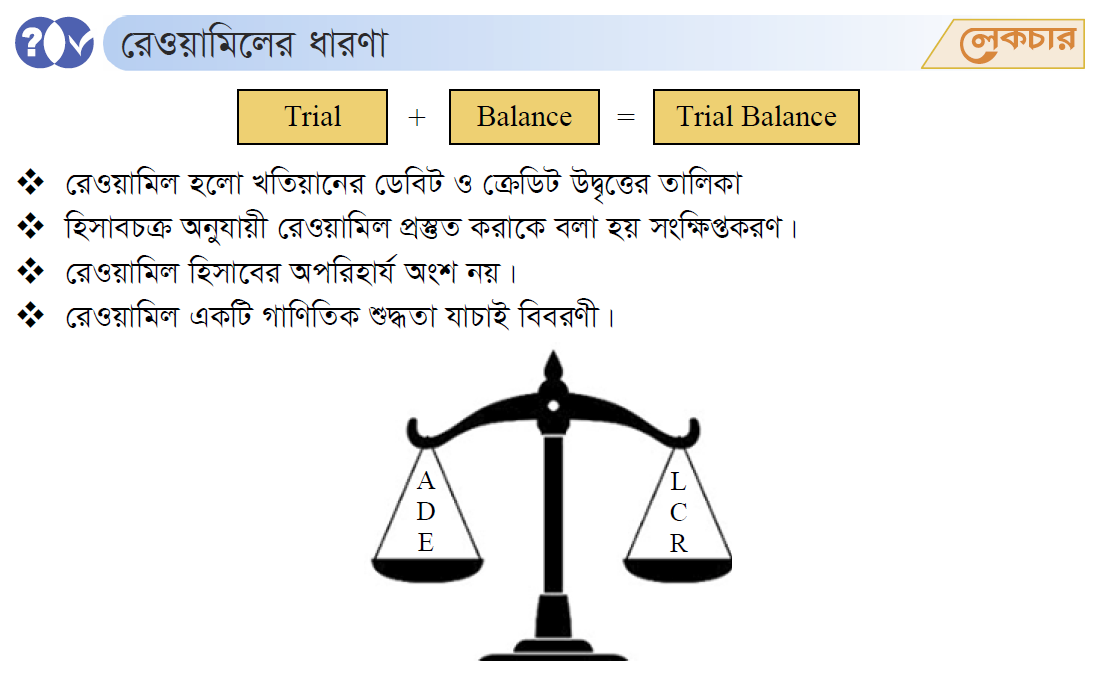 রেওয়ামিলের ধারণা
লেকচার
Trial + Balance = Trial Balance
❖ রেওয়ামিল হলো খতিয়ানের ডেবিট ও ক্রেডিট উদ্বৃত্তের তালিকা
❖ হিসাবচক্র অনুযায়ী রেওয়ামিল প্রস্তুত করাকে বলা হয় সংক্ষিপ্তকরণ।
❖ রেওয়ামিল হিসাবের অপরিহার্য অংশ নয়।
❖ রেওয়ামিল একটি গাণিতিক শুদ্ধতা যাচাই বিবরণী।
A
D
E
L
C
R